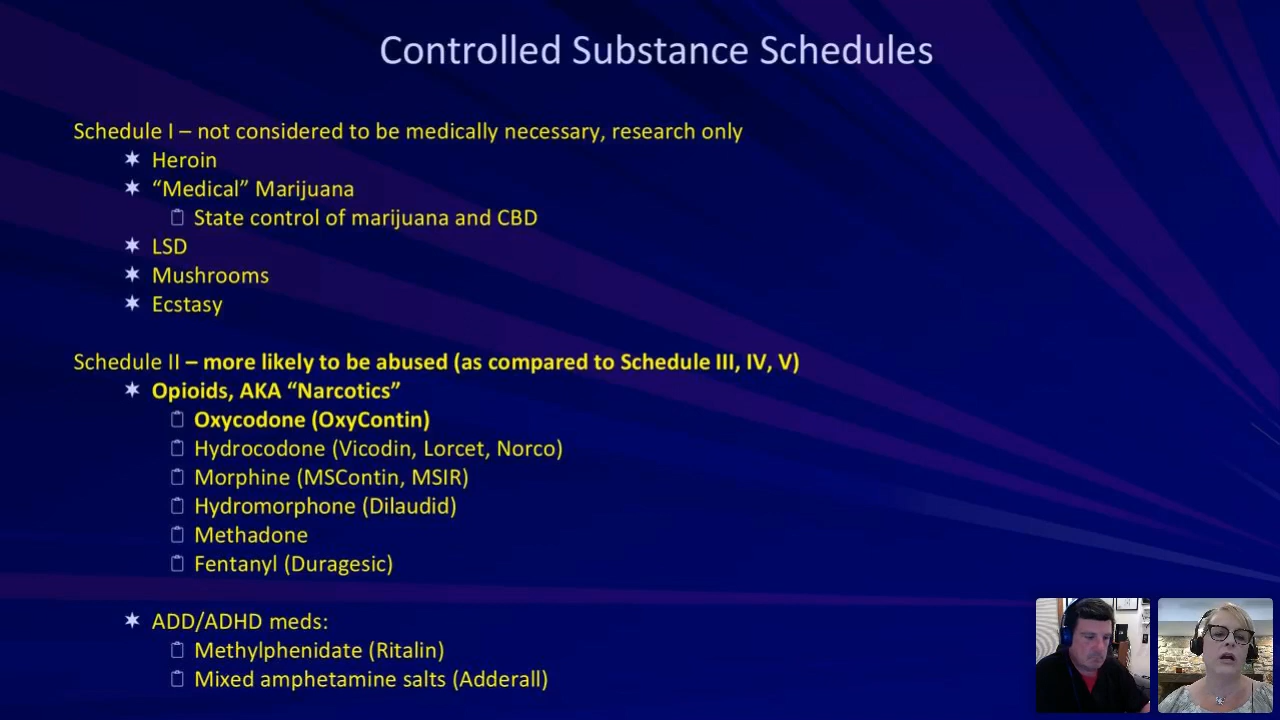 Controlled Substance Schedules
Schedule I – not considered to be medically necessary, research only
Heroin
“Medical” Marijuana
State control of marijuana and CBD
LSD
Mushrooms
Ecstasy
Schedule II – more likely to be abused (as compared to Schedule III, IV, V)
Opioids, AKA “Narcotics”
Oxycodone (OxyContin)
Hydrocodone (Vicodin, Lorcet, Norco)
Morphine (MSContin, MSIR)
Hydromorphone (Dilaudid)
Methadone
Fentanyl (Duragesic)
ADD/ADHD meds:
Methylphenidate (Ritalin)
Mixed amphetamine salts (Adderall)